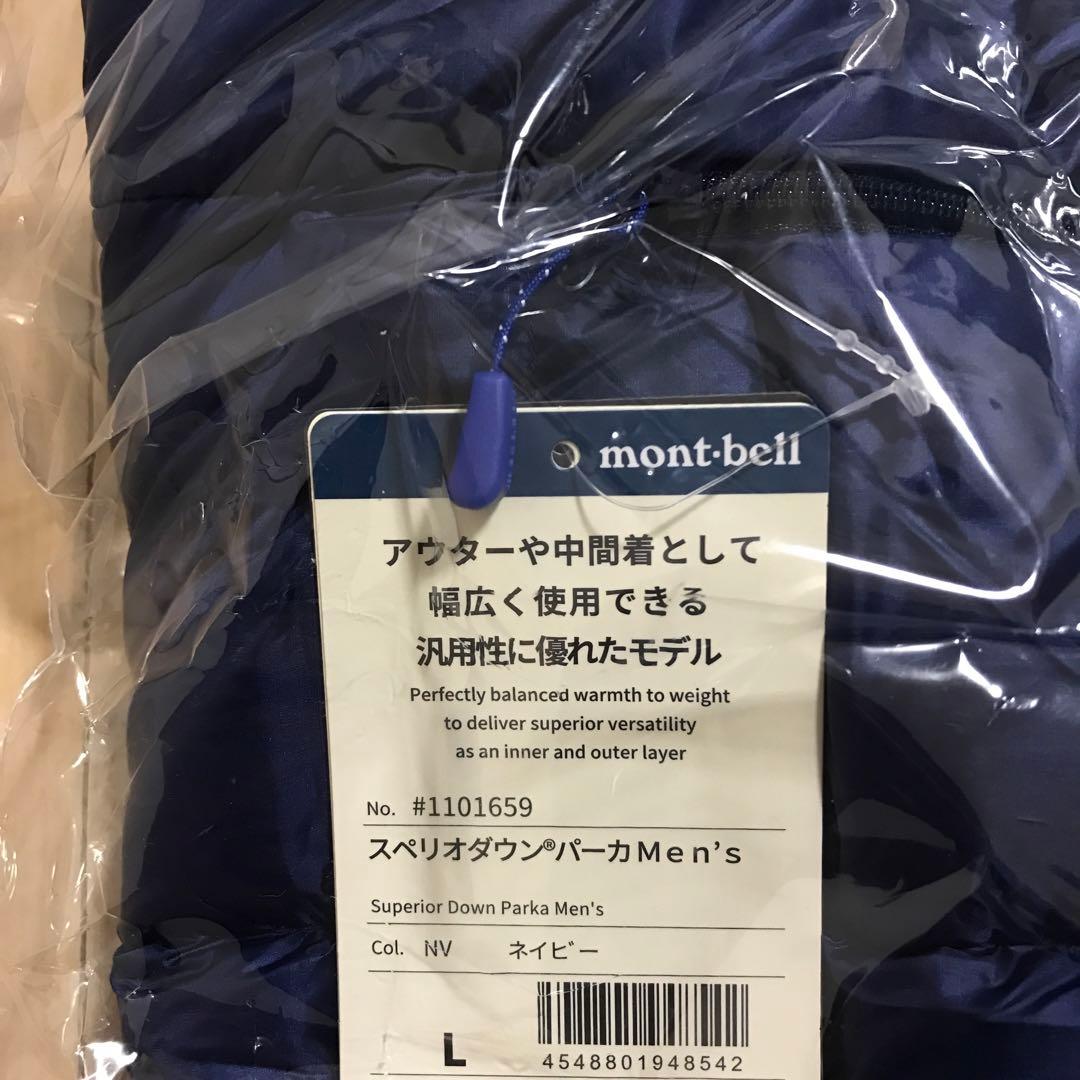 mont-bell
アウターや中間着として
幅広く使用できる
汎用性に優れたモデル
Perfectly balanced warmth to weight
to deliver superior versatility
as an inner and outer layer
No. #1101659
スペリオダウン®パーカMen's
Superior Down Parka Men's
Col. NV ネイビー
L
4548801948542